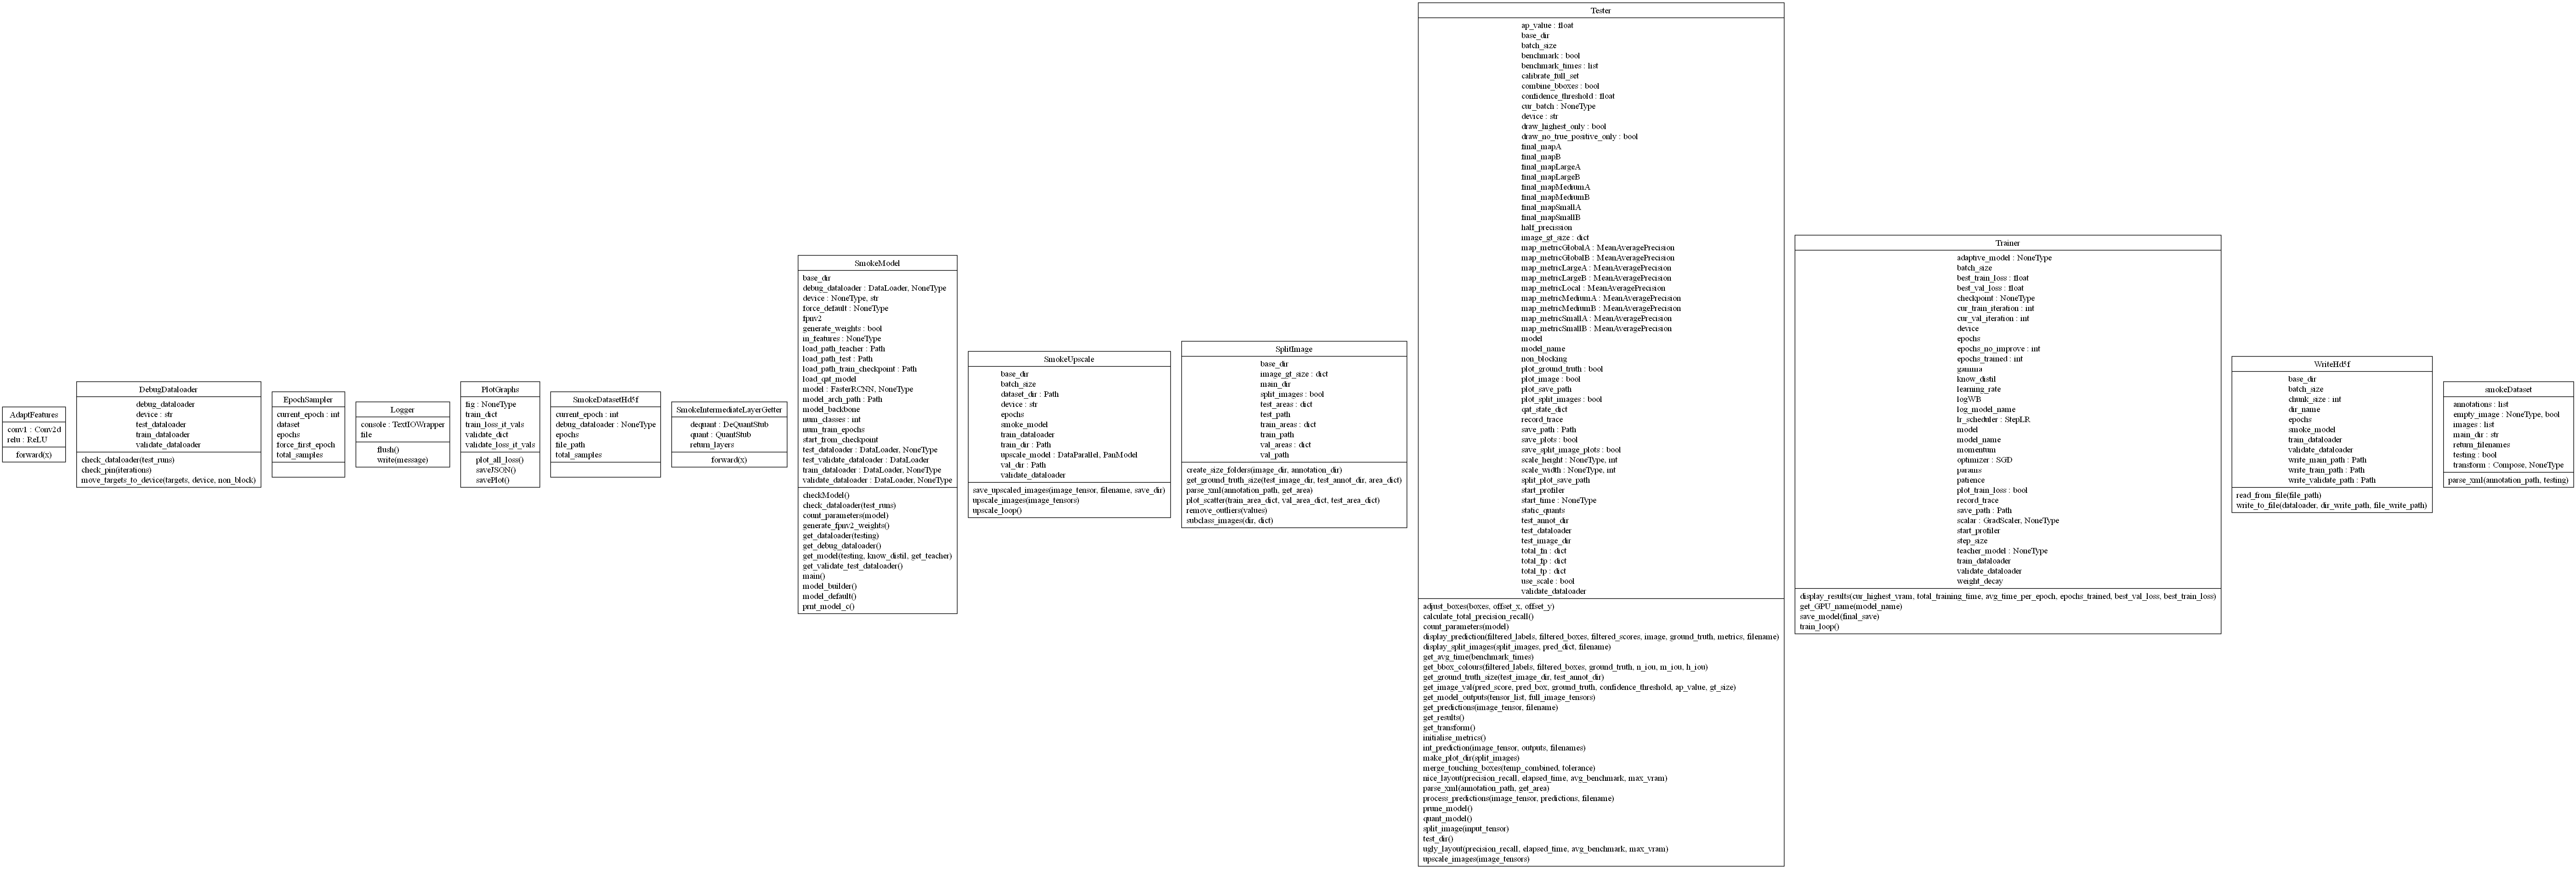 AdaptFeatures
conv1 : Conv2d
relu : ReLU
forward(x)
DebugDataloader
debug_dataloader
device : str
test_dataloader
train_dataloader
validate_dataloader
check_dataloader(test_runs)
check_pin(iterations)
move_targets_to_device(targets, device, non_block)
EpochSampler
current_epoch : int
dataset
epochs
force_first_epoch
total_samples
Logger
console : TextIOWrapper
file
flush()
write(message)
PlotGraphs
fig : NoneType
train_dict
train_loss_it_vals
validate_dict
validate_loss_it_vals
plot_all_loss()
saveJSON()
savePlot()
SmokeDatasetHd5f
current_epoch : int
debug_dataloader : NoneType
epochs
file_path
total_samples
SmokeIntermediateLayerGetter
dequant : DeQuantStub
quant : QuantStub
return_layers
forward(x)
SmokeModel
base_dir
debug_dataloader : DataLoader, NoneType
device : NoneType, str
force_default : NoneType
fpuv2
generate_weights : bool
in_features : NoneType
load_path_teacher : Path
load_path_test : Path
load_path_train_checkpoint : Path
load_qat_model
model : FasterRCNN, NoneType
model_arch_path : Path
model_backbone
num_classes : int
num_train_epochs
start_from_checkpoint
test_dataloader : DataLoader, NoneType
test_validate_dataloader : DataLoader
train_dataloader : DataLoader, NoneType
validate_dataloader : DataLoader, NoneType
checkModel()
check_dataloader(test_runs)
count_parameters(model)
generate_fpuv2_weights()
get_dataloader(testing)
get_debug_dataloader()
get_model(testing, know_distil, get_teacher)
get_validate_test_dataloader()
main()
model_builder()
model_default()
prnt_model_c()
SmokeUpscale
base_dir
batch_size
dataset_dir : Path
device : str
epochs
smoke_model
train_dataloader
train_dir : Path
upscale_model : DataParallel, PanModel
val_dir : Path
validate_dataloader
save_upscaled_images(image_tensor, filename, save_dir)
upscale_images(image_tensors)
upscale_loop()
SplitImage
base_dir
image_gt_size : dict
main_dir
split_images : bool
test_areas : dict
test_path
train_areas : dict
train_path
val_areas : dict
val_path
create_size_folders(image_dir, annotation_dir)
get_ground_truth_size(test_image_dir, test_annot_dir, area_dict)
parse_xml(annotation_path, get_area)
plot_scatter(train_area_dict, val_area_dict, test_area_dict)
remove_outliers(values)
subclass_images(dir, dict)
Tester
ap_value : float
base_dir
batch_size
benchmark : bool
benchmark_times : list
calibrate_full_set
combine_bboxes : bool
confidence_threshold : float
cur_batch : NoneType
device : str
draw_highest_only : bool
draw_no_true_positive_only : bool
final_mapA
final_mapB
final_mapLargeA
final_mapLargeB
final_mapMediumA
final_mapMediumB
final_mapSmallA
final_mapSmallB
half_precission
image_gt_size : dict
map_metricGlobalA : MeanAveragePrecision
map_metricGlobalB : MeanAveragePrecision
map_metricLargeA : MeanAveragePrecision
map_metricLargeB : MeanAveragePrecision
map_metricLocal : MeanAveragePrecision
map_metricMediumA : MeanAveragePrecision
map_metricMediumB : MeanAveragePrecision
map_metricSmallA : MeanAveragePrecision
map_metricSmallB : MeanAveragePrecision
model
model_name
non_blocking
plot_ground_truth : bool
plot_image : bool
plot_save_path
plot_split_images : bool
qat_state_dict
record_trace
save_path : Path
save_plots : bool
save_split_image_plots : bool
scale_height : NoneType, int
scale_width : NoneType, int
split_plot_save_path
start_profiler
start_time : NoneType
static_quants
test_annot_dir
test_dataloader
test_image_dir
total_fn : dict
total_fp : dict
total_tp : dict
use_scale : bool
validate_dataloader
adjust_boxes(boxes, offset_x, offset_y)
calculate_total_precision_recall()
count_parameters(model)
display_prediction(filtered_labels, filtered_boxes, filtered_scores, image, ground_truth, metrics, filename)
display_split_images(split_images, pred_dict, filename)
get_avg_time(benchmark_times)
get_bbox_colours(filtered_labels, filtered_boxes, ground_truth, n_iou, m_iou, h_iou)
get_ground_truth_size(test_image_dir, test_annot_dir)
get_image_val(pred_score, pred_box, ground_truth, confidence_threshold, ap_value, gt_size)
get_model_outputs(tensor_list, full_image_tensors)
get_predictions(image_tensor, filename)
get_results()
get_transform()
initialise_metrics()
int_prediction(image_tensor, outputs, filenames)
make_plot_dir(split_images)
merge_touching_boxes(temp_combined, tolerance)
nice_layout(precision_recall, elapsed_time, avg_benchmark, max_vram)
parse_xml(annotation_path, get_area)
process_predictions(image_tensor, predictions, filename)
prune_model()
quant_model()
split_image(input_tensor)
test_dir()
ugly_layout(precision_recall, elapsed_time, avg_benchmark, max_vram)
upscale_images(image_tensors)
Trainer
adaptive_model : NoneType
batch_size
best_train_loss : float
best_val_loss : float
checkpoint : NoneType
cur_train_iteration : int
cur_val_iteration : int
device
epochs
epochs_no_improve : int
epochs_trained : int
gamma
know_distil
learning_rate
logWB
log_model_name
lr_scheduler : StepLR
model
model_name
momentum
optimizer : SGD
params
patience
plot_train_loss : bool
record_trace
save_path : Path
scalar : GradScaler, NoneType
start_profiler
step_size
teacher_model : NoneType
train_dataloader
validate_dataloader
weight_decay
display_results(cur_highest_vram, total_training_time, avg_time_per_epoch, epochs_trained, best_val_loss, best_train_loss)
get_GPU_name(model_name)
save_model(final_save)
train_loop()
WriteHd5f
base_dir
batch_size
chunk_size : int
dir_name
epochs
smoke_model
train_dataloader
validate_dataloader
write_main_path : Path
write_train_path : Path
write_validate_path : Path
read_from_file(file_path)
write_to_file(dataloader, dir_write_path, file_write_path)
smokeDataset
annotations : list
empty_image : NoneType, bool
images : list
main_dir : str
return_filenames
testing : bool
transform : Compose, NoneType
parse_xml(annotation_path, testing)